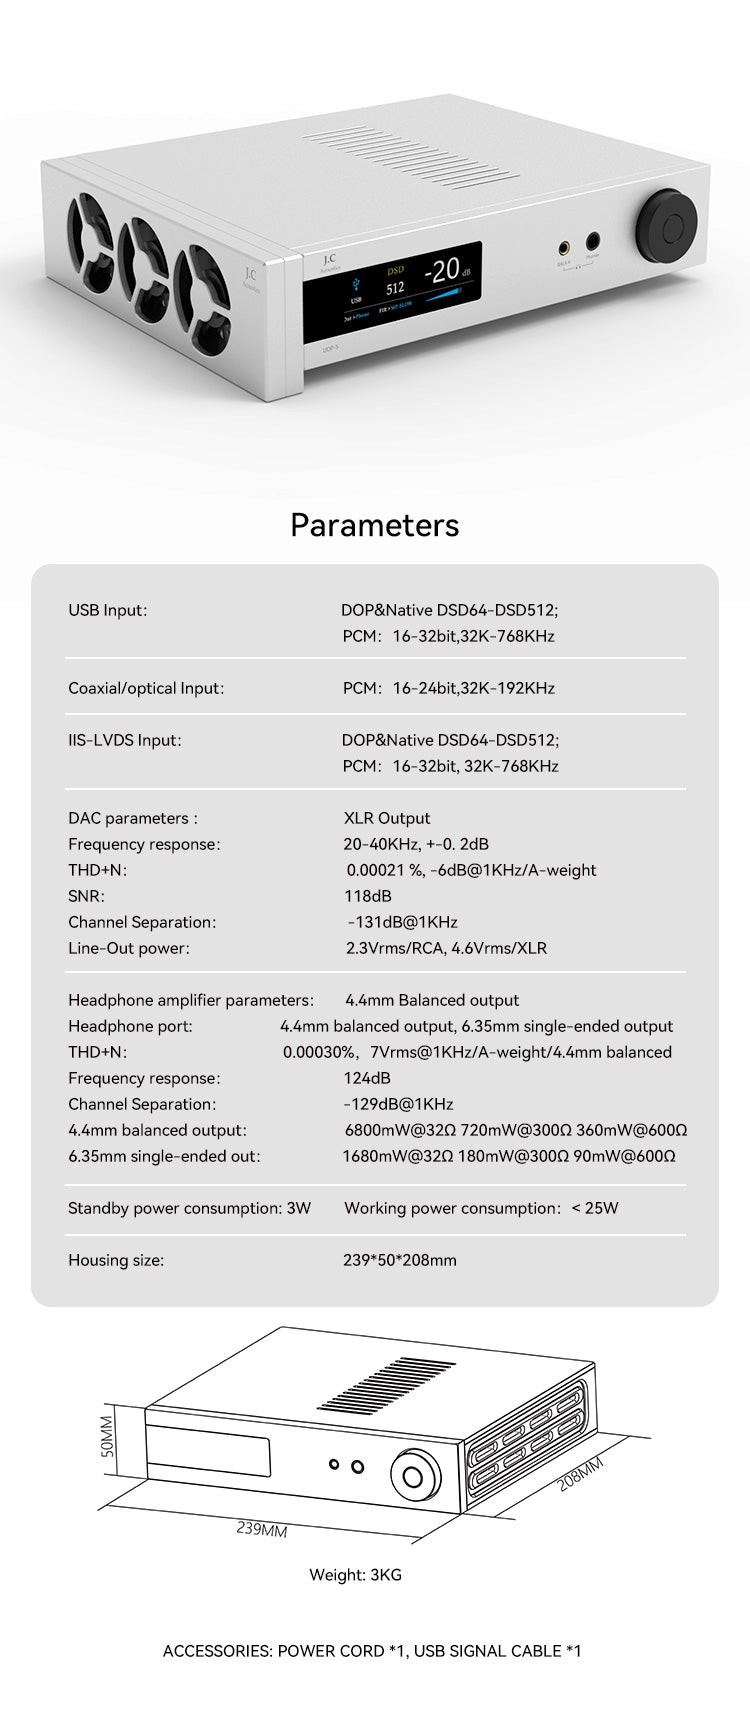 J.C
Acoustics
J.C
Acoustics
DSD
-20 dB
USB
512
Out > Phone
FIR > MP-SLOW
BAL4.4
Phones
UDP-5
Parameters
USB Input: DOP&Native DSD64-DSD512;
PCM: 16-32bit,32K-768KHz
Coaxial/optical Input: PCM: 16-24bit,32K-192KHz
IIS-LVDS Input: DOP&Native DSD64-DSD512;
PCM: 16-32bit, 32K-768KHz
DAC parameters : XLR Output
Frequency response: 20-40KHz, +-0. 2dB
THD+N: 0.00021 %, -6dB@1KHz/A-weight
SNR: 118dB
Channel Separation: -131dB@1KHz
Line-Out power: 2.3Vrms/RCA, 4.6Vrms/XLR
Headphone amplifier parameters: 4.4mm Balanced output
Headphone port: 4.4mm balanced output, 6.35mm single-ended output
THD+N: 0.00030%, 7Vrms@1KHz/A-weight/4.4mm balanced
Frequency response: 124dB
Channel Separation: -129dB@1KHz
4.4mm balanced output: 6800mW@32Ω 720mW@300Ω 360mW@600Ω
6.35mm single-ended out: 1680mW@32Ω 180mW@300Ω 90mW@600Ω
Standby power consumption: 3W Working power consumption: < 25W
Housing size: 239*50*208mm
50MM
239MM
208MM
Weight: 3KG
ACCESSORIES: POWER CORD *1, USB SIGNAL CABLE *1